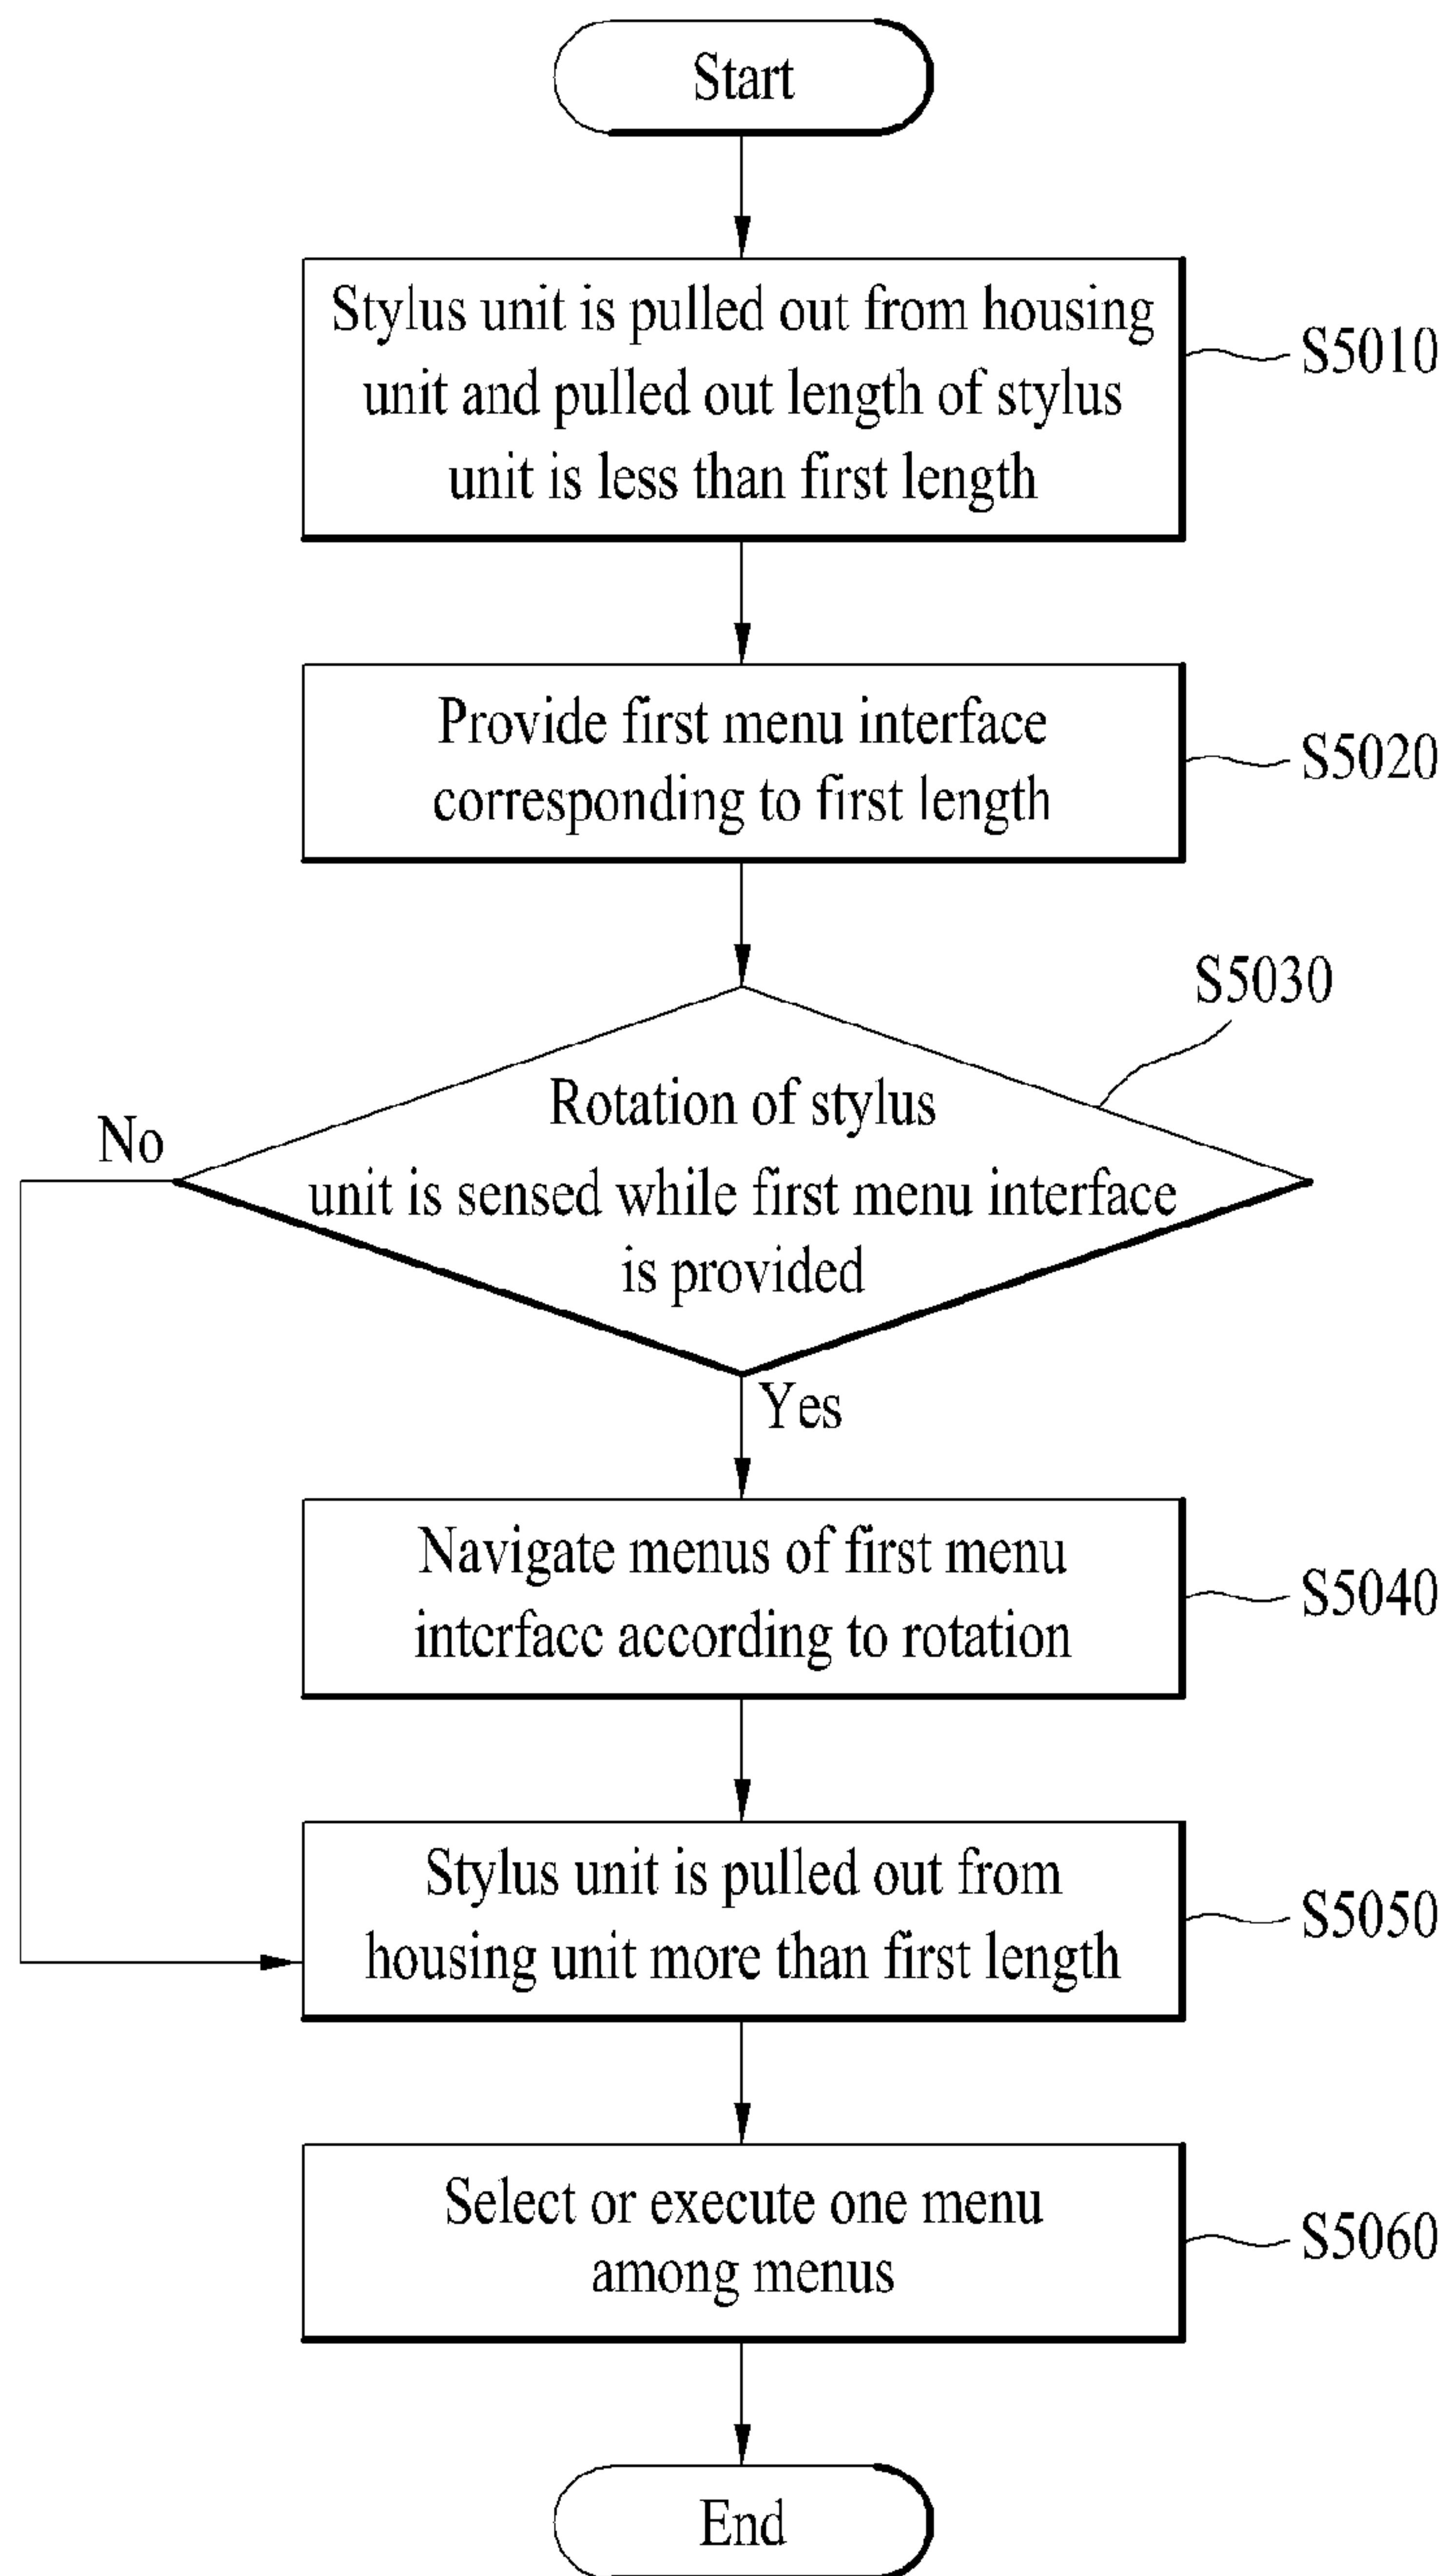 Start
Stylus unit is pulled out from housing
unit and pulled out length of stylus
unit is less than first length
S5010
Provide first menu interface
corresponding to first length
S5020
S5030
Rotation of stylus
unit is sensed while first menu interface
is provided
No
Yes
Navigate menus of first menu
interface according to rotation
S5040
Stylus unit is pulled out from
housing unit more than first length
S5050
Select or execute one menu
among menus
S5060
End